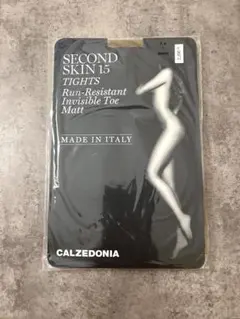 SECOND
SKIN 15
TIGHTS
Run-Resistant
Invisible Toe
Matt
MADE IN ITALY
CALZEDONIA